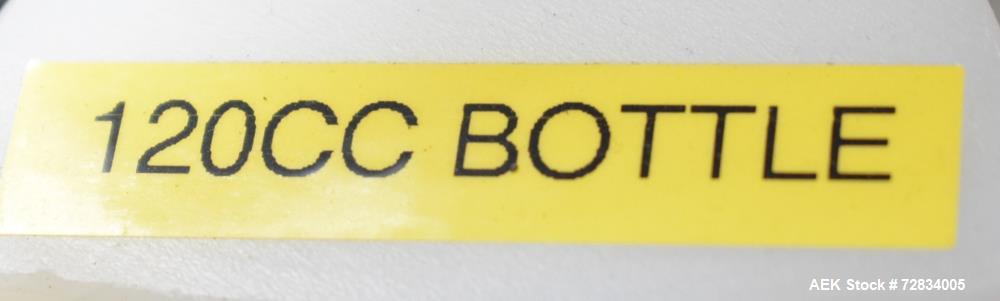 120CC BOTTLE
AEK Stock # 72834005